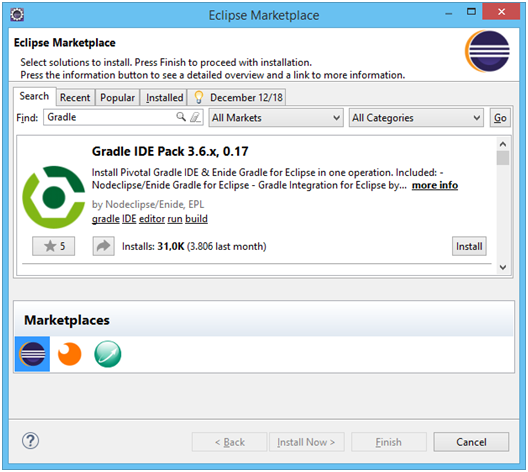 Eclipse Marketplace
Eclipse Marketplace
Select solutions to install. Press Finish to proceed with installation.
Press the information button to see a detailed overview and a link to more information.
Search Recent Popular Installed December 12/18
Find: Gradle All Markets All Categories Go
Gradle IDE Pack 3.6.x, 0.17
Install Pivotal Gradle IDE & Enide Gradle for Eclipse in one operation. Included: -
Nodeclipse/Enide Gradle for Eclipse - Gradle Integration for Eclipse by... more info
by Nodeclipse/Enide, EPL
gradle IDE editor run build
5 Installs: 31,0K (3.806 last month) Install
Marketplaces
? < Back Install Now > Finish Cancel